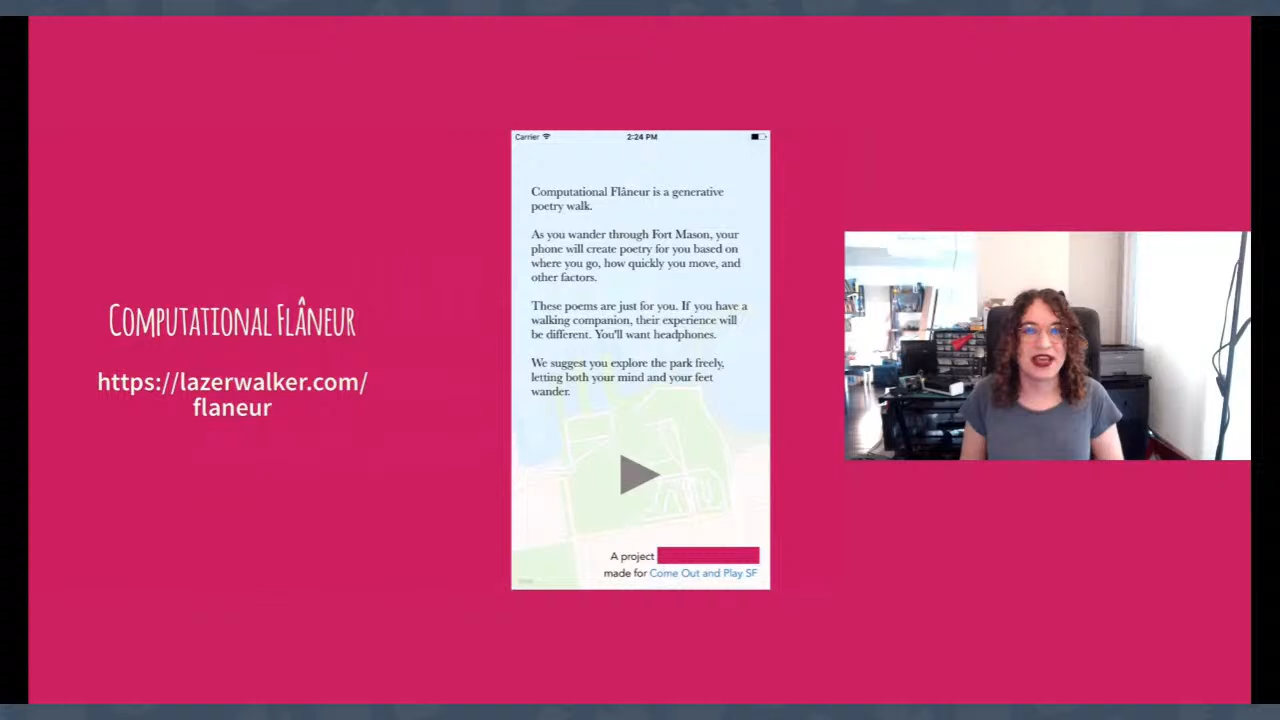 Computational Flâneur
https://lazerwalker.com/
flaneur
Carrier
2:24 PM
Computational Flâneur is a generative
poetry walk.
As you wander through Fort Mason, your
phone will create poetry for you based on
where you go, how quickly you move, and
other factors.
These poems are just for you. If you have a
walking companion, their experience will
be different. You'll want headphones.
We suggest you explore the park freely,
letting both your mind and your feet
wander.
A project
made for Come Out and Play SF